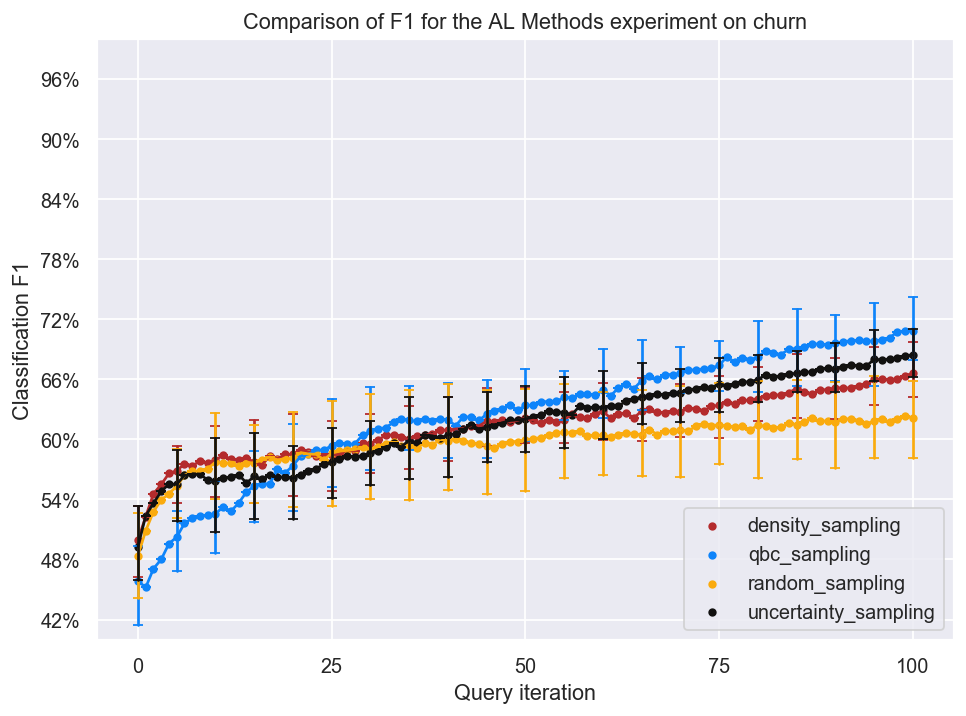 Comparison of F1 for the AL Methods experiment on churn
96%
90%
84%
78%
72%
66%
60%
54%
48%
42%
Classification F1
0
25
50
75
100
Query iteration
density_sampling
qbc_sampling
random_sampling
uncertainty_sampling